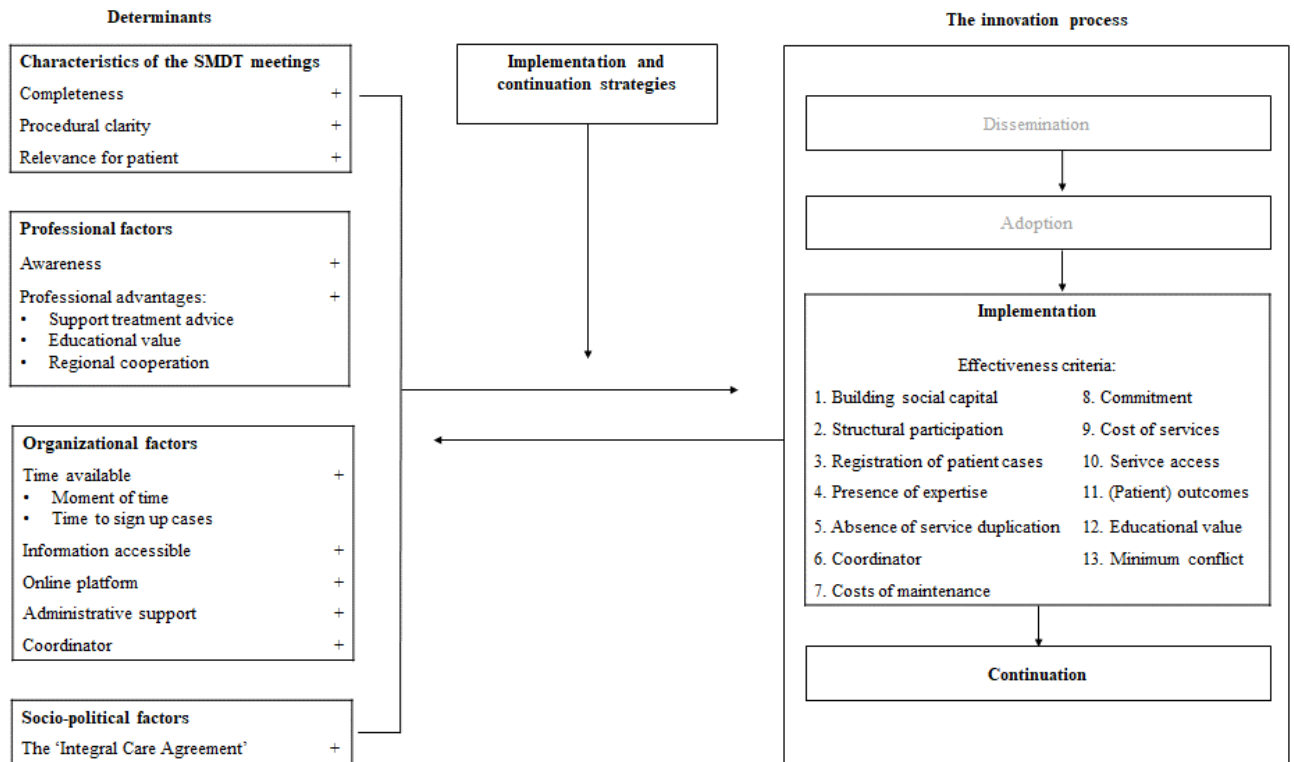 Determinants
Characteristics of the SMDT meetings
Completeness +
Procedural clarity +
Relevance for patient +
Professional factors
Awareness +
Professional advantages: +
• Support treatment advice
• Educational value
• Regional cooperation
Organizational factors
Time available +
• Moment of time
• Time to sign up cases
Information accessible +
Online platform +
Administrative support +
Coordinator +
Socio-political factors
The ‘Integral Care Agreement’ +
Implementation and
continuation strategies
The innovation process
Dissemination
Adoption
Implementation
Effectiveness criteria:
1. Building social capital
2. Structural participation
3. Registration of patient cases
4. Presence of expertise
5. Absence of service duplication
6. Coordinator
7. Costs of maintenance
8. Commitment
9. Cost of services
10. Serivce access
11. (Patient) outcomes
12. Educational value
13. Minimum conflict
Continuation